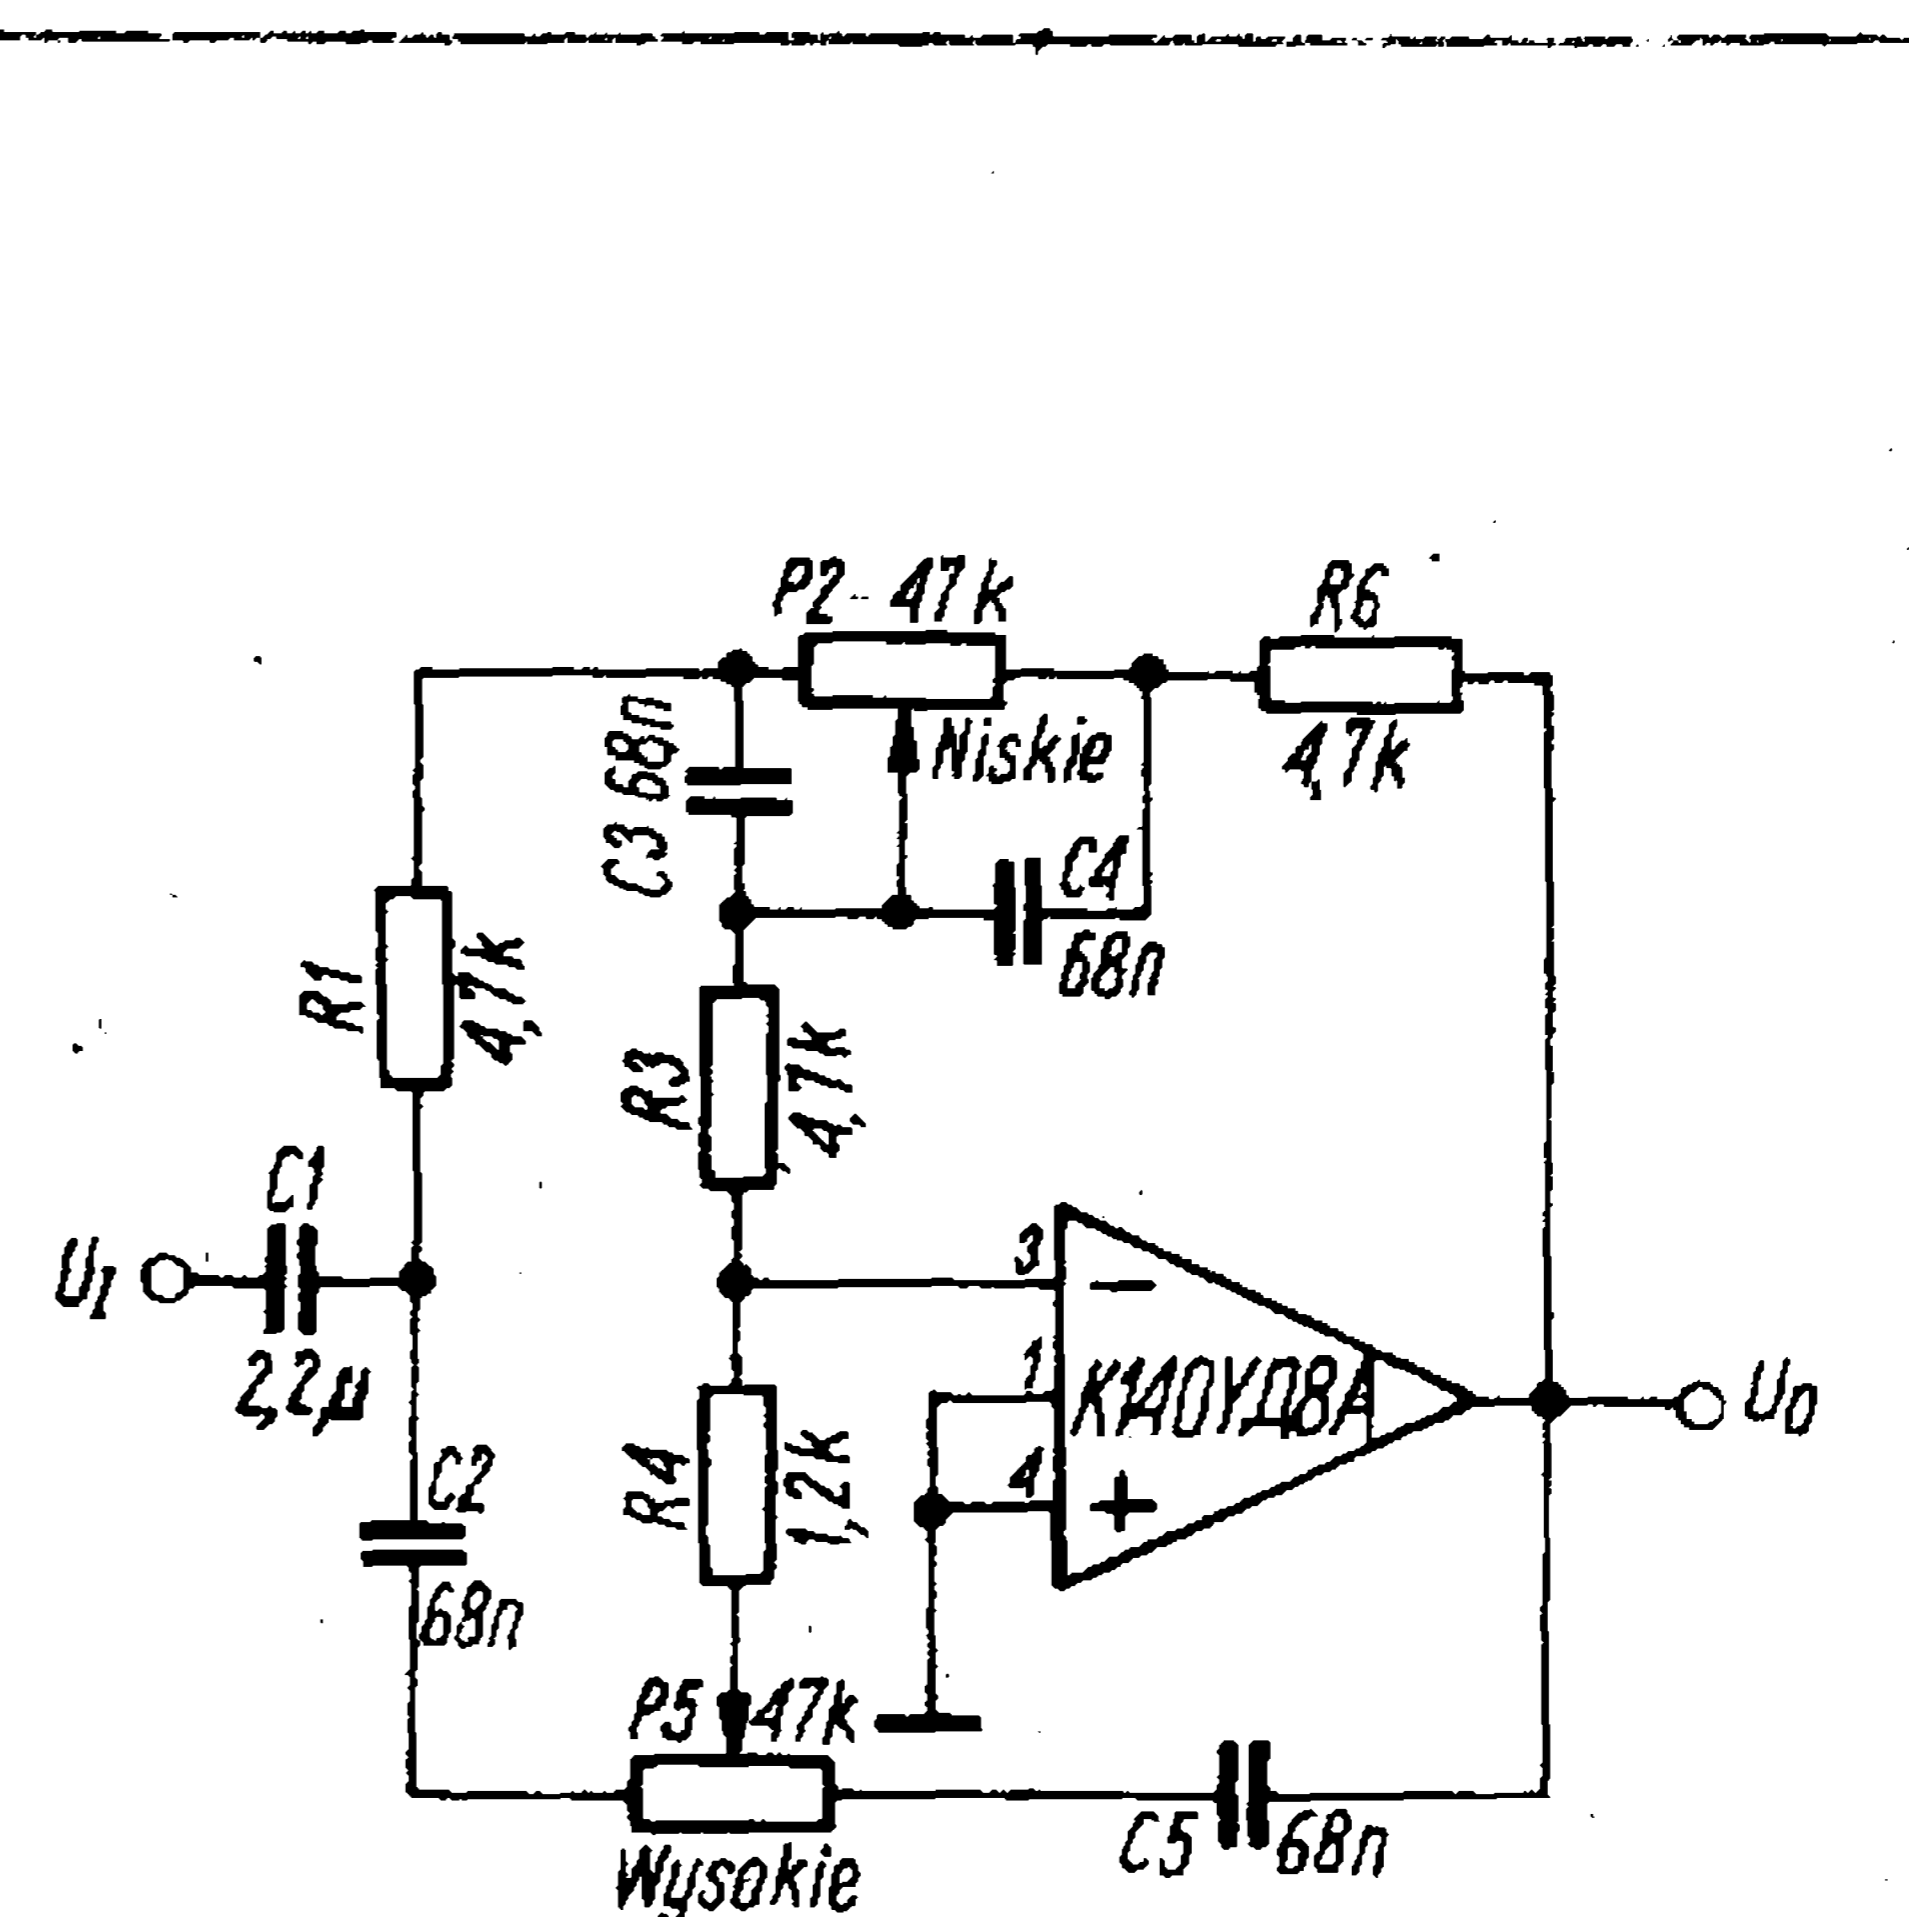 P2 47k
R6
Niskie
4,7k
C3 68n
C4
68n
R1
4,7k
R3
4,7k
C1
U1
2,2μ
3
1
К140УД8А
4
U0
C2
68n
R4
1,2k
P5 47k
C5 68n
Wysokie